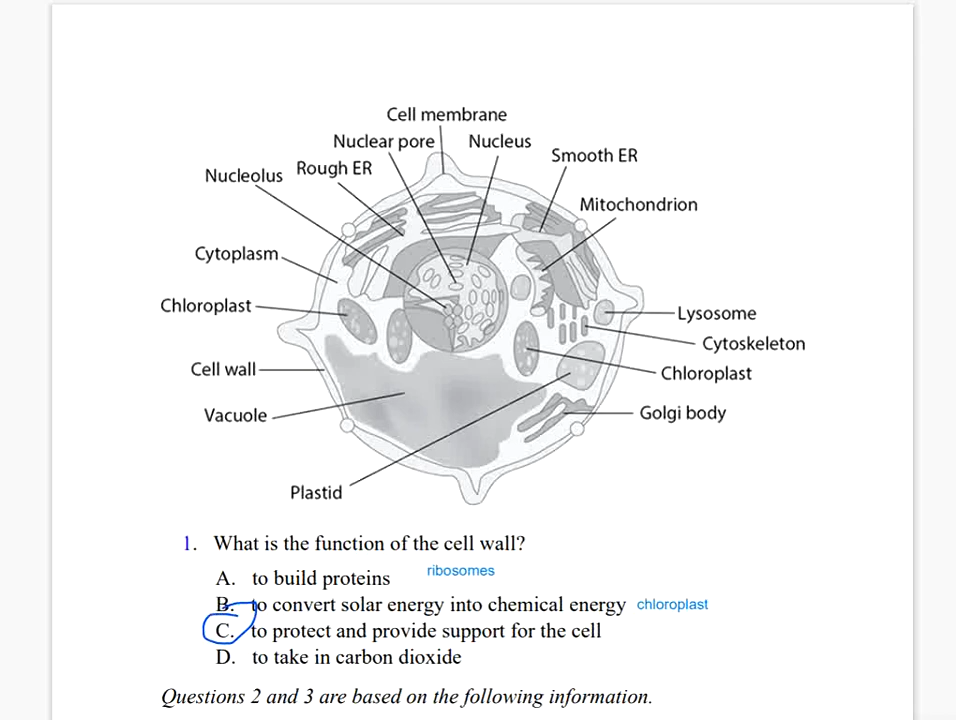 Cell membrane
Nuclear pore Nucleus
Smooth ER
Nucleolus Rough ER
Mitochondrion
Cytoplasm
Chloroplast
Lysosome
Cytoskeleton
Cell wall
Chloroplast
Vacuole
Golgi body
Plastid
1. What is the function of the cell wall?
A. to build proteins ribosomes
B. to convert solar energy into chemical energy chloroplast
C. to protect and provide support for the cell
D. to take in carbon dioxide
Questions 2 and 3 are based on the following information.